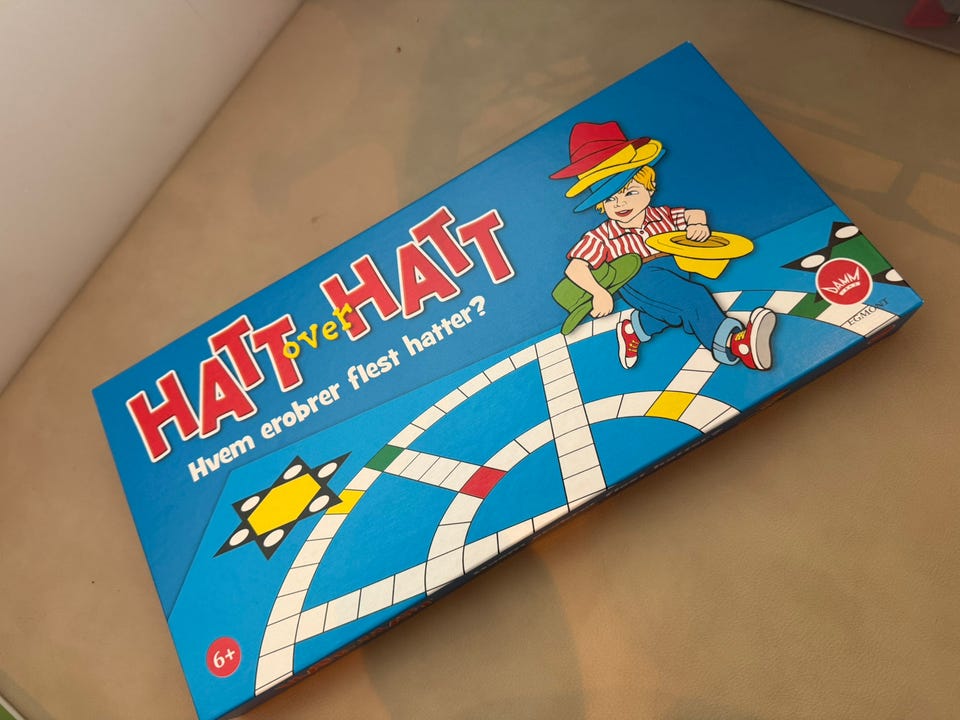 HATT over HATT
Hvem erobrer flest hatter?
DAMM
EGMONT
6+